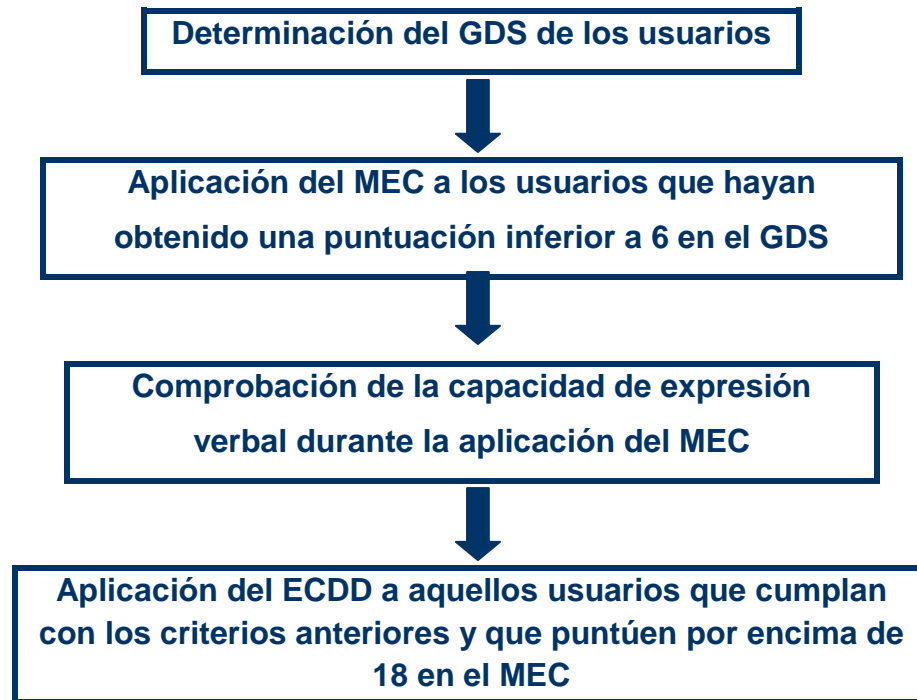 Determinación del GDS de los usuarios
Aplicación del MEC a los usuarios que hayan
obtenido una puntuación inferior a 6 en el GDS
Comprobación de la capacidad de expresión
verbal durante la aplicación del MEC
Aplicación del ECDD a aquellos usuarios que cumplan
con los criterios anteriores y que puntúen por encima de
18 en el MEC